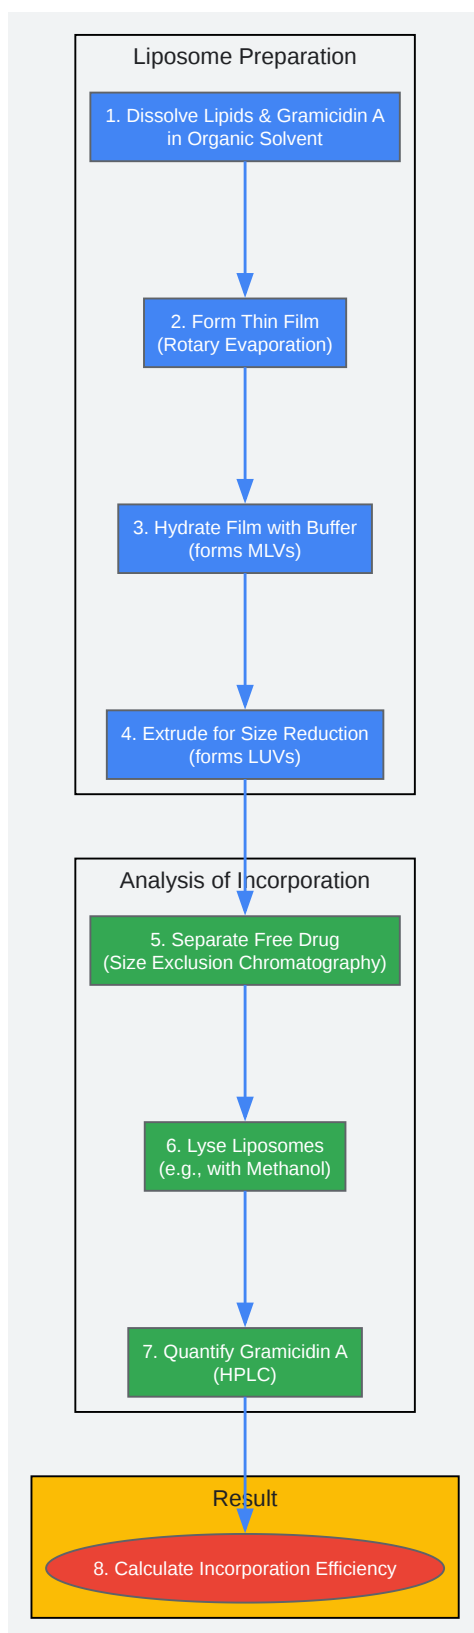 Liposome Preparation
1. Dissolve Lipids & Gramicidin A
in Organic Solvent
2. Form Thin Film
(Rotary Evaporation)
3. Hydrate Film with Buffer
(forms MLVs)
4. Extrude for Size Reduction
(forms LUVs)
Analysis of Incorporation
5. Separate Free Drug
(Size Exclusion Chromatography)
6. Lyse Liposomes
(e.g., with Methanol)
7. Quantify Gramicidin A
(HPLC)
Result
8. Calculate Incorporation Efficiency